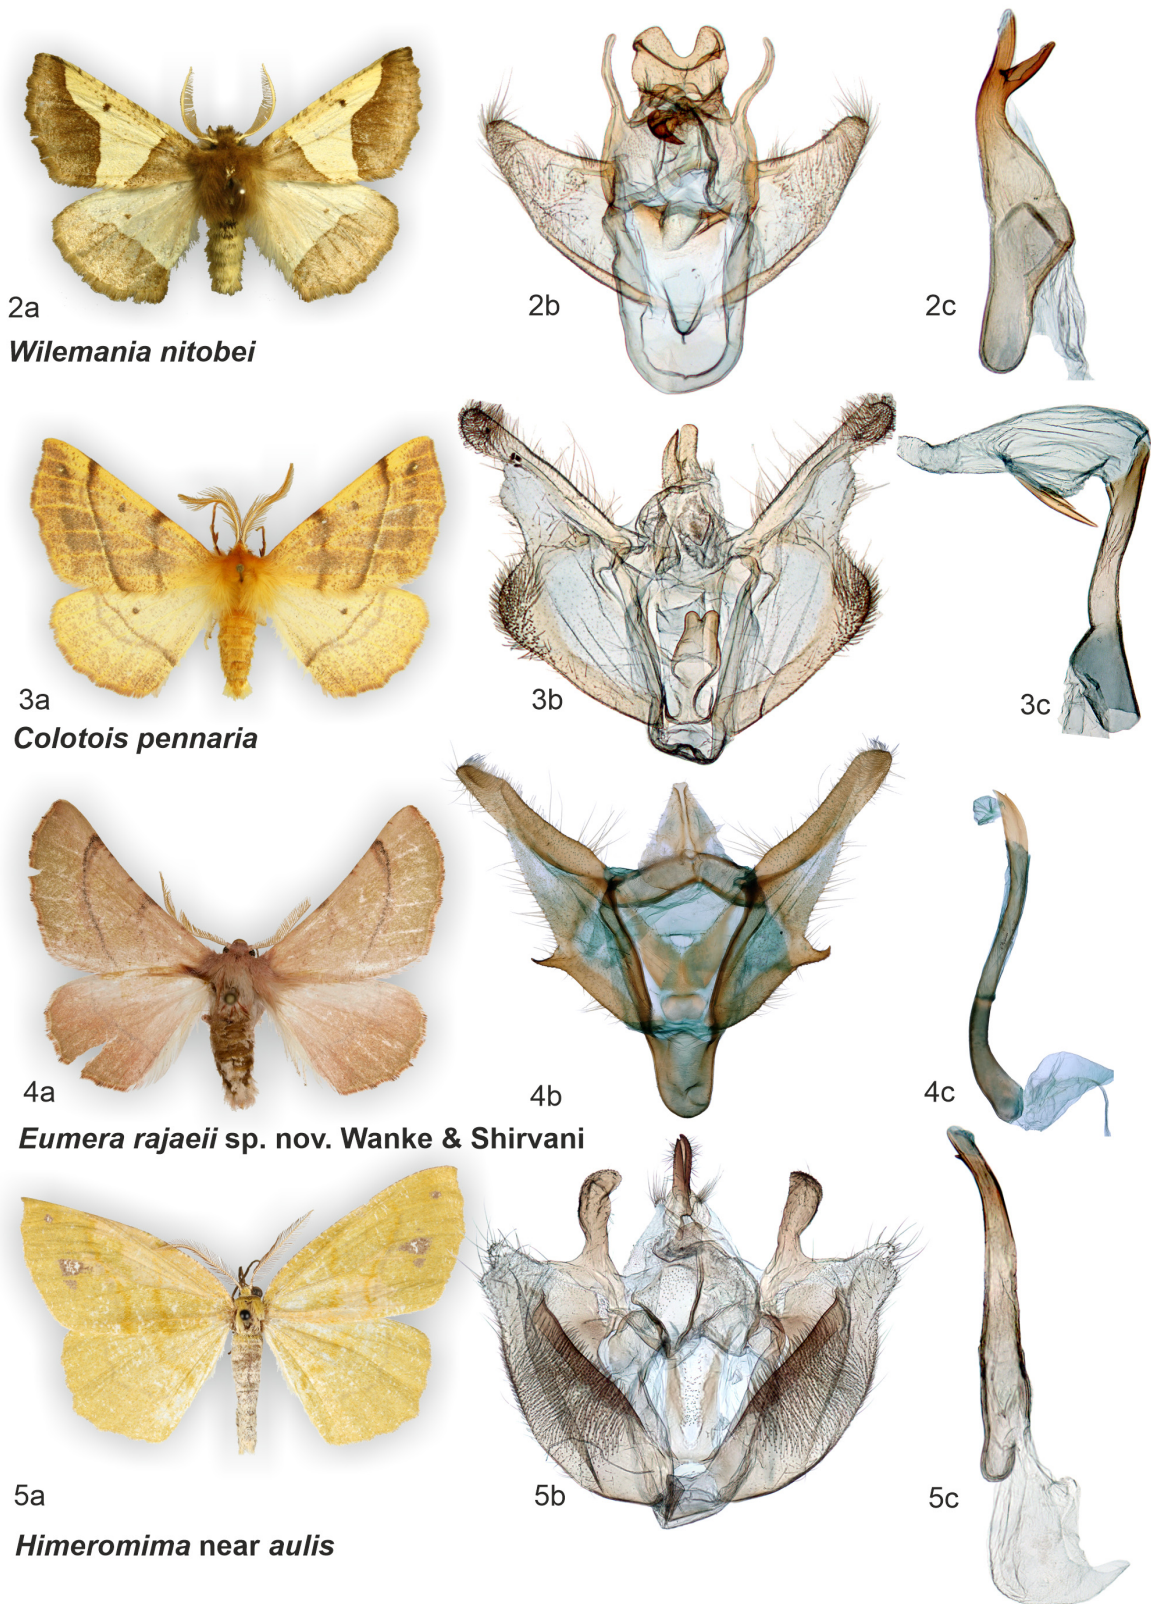 2a
2b
2c
Wilemania nitobei
3a
3b
3c
Colotois pennaria
4a
4b
4c
Eumera rajaeii sp. nov. Wanke & Shirvani
5a
5b
5c
Himeromima near aulis